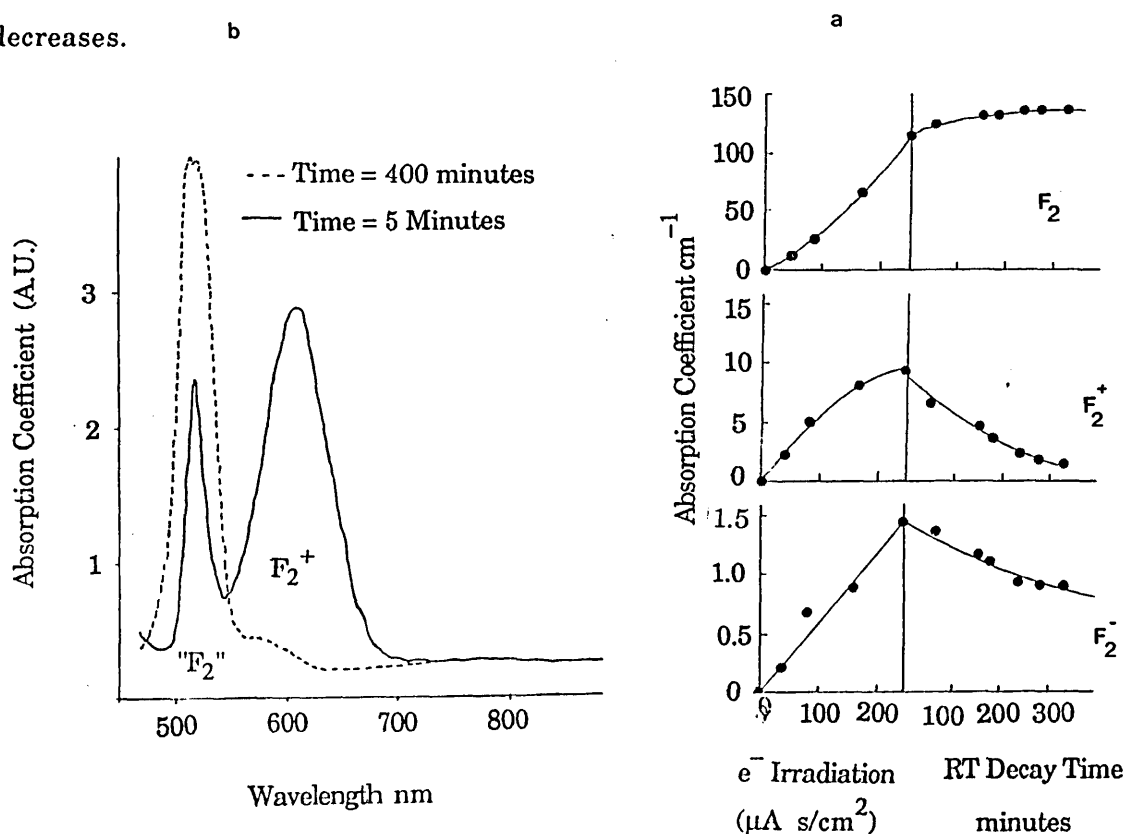 decreases.
b
a
--- Time = 400 minutes
— Time = 5 Minutes
Absorption Coefficient (A.U.)
3
2
1
"F₂"
F₂⁺
500 600 700 800
Wavelength nm
Absorption Coefficient cm⁻¹
150
100
50
0
F₂
15
10
5
0
F₂⁺
1.5
1.0
0.5
0
F₂⁻
100 200 100 200 300
e⁻ Irradiation
(μA s/cm²)
RT Decay Time
minutes